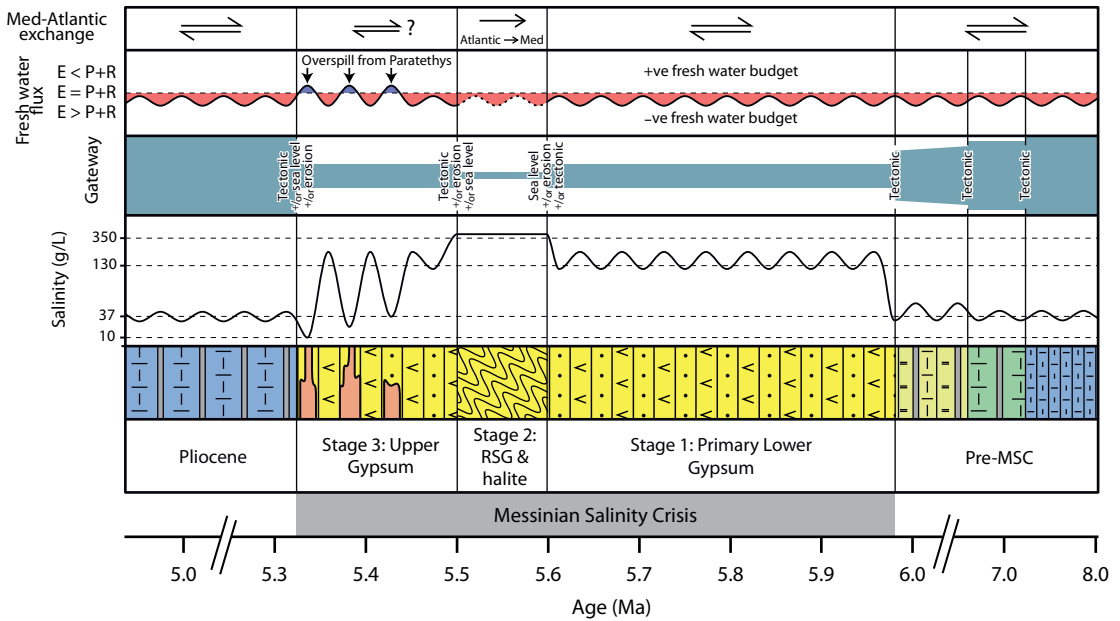 Med-Atlantic
exchange
?
Atlantic → Med
Fresh water
flux
E < P+R
E = P+R
E > P+R
Overspill from Paratethys
+ve fresh water budget
−ve fresh water budget
Gateway
Tectonic
+/or sea level
+/or erosion
Tectonic
+/or erosion
+/or sea level
Sea level
+/or erosion
+/or tectonic
Tectonic
Tectonic
Tectonic
Salinity (g/L)
350
130
37
10
Pliocene
Stage 3: Upper
Gypsum
Stage 2:
RSG &
halite
Stage 1: Primary Lower
Gypsum
Pre-MSC
Messinian Salinity Crisis
5.0
5.3
5.4
5.5
5.6
5.7
5.8
5.9
6.0
7.0
8.0
Age (Ma)